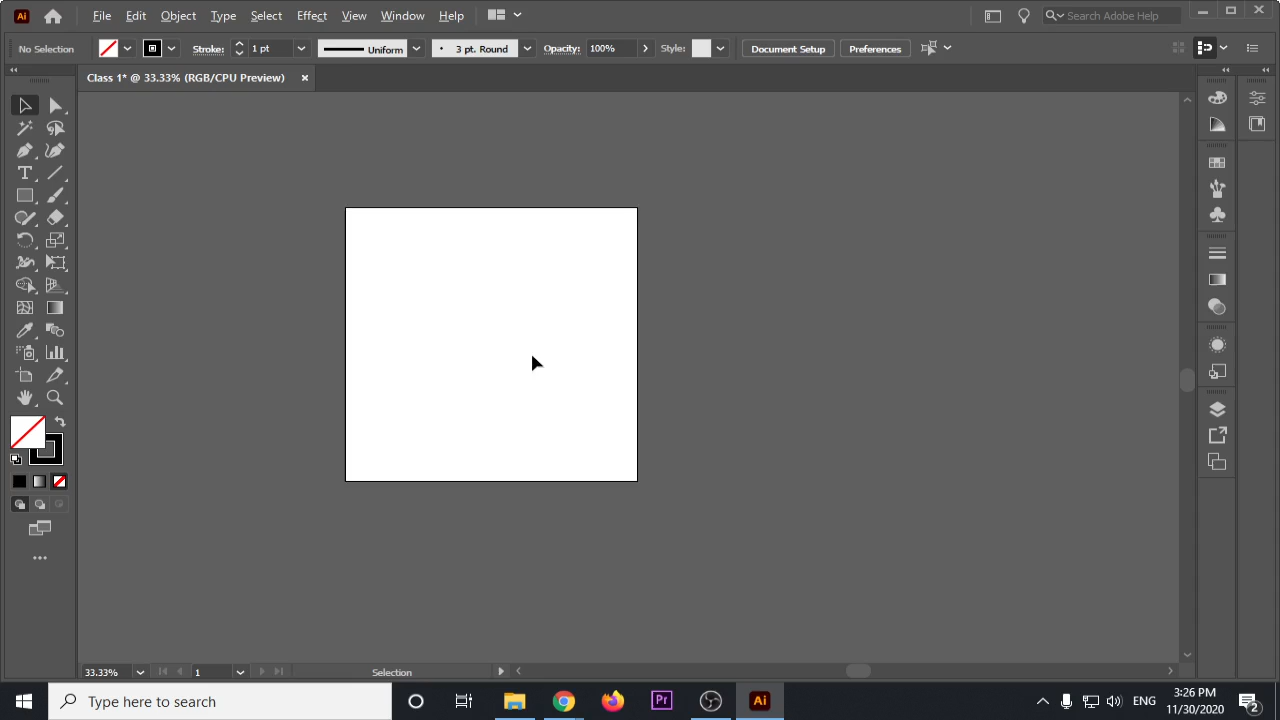 Ai File Edit Object Type Select Effect View Window Help Search Adobe Help
No Selection Stroke: 1 pt Uniform 3 pt. Round Opacity: 100% Style: Document Setup Preferences
Class 1* @ 33.33% (RGB/CPU Preview)
T
33.33% 1 Selection
Type here to search Pr Ai ENG 3:26 PM
11/30/2020 2